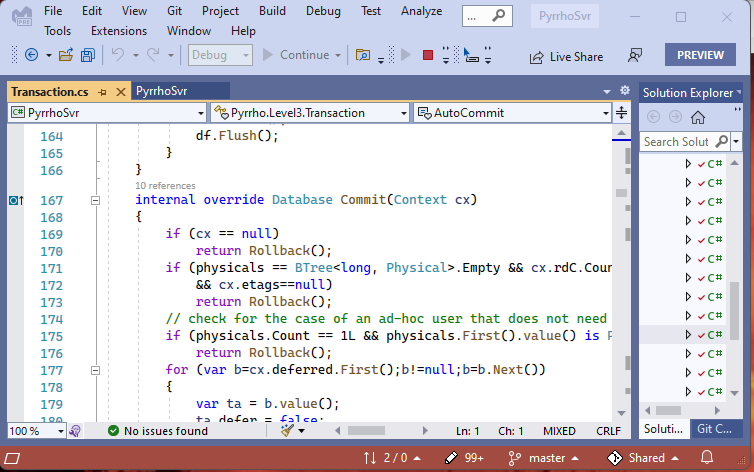 File Edit View Git Project Build Debug Test Analyze
Tools Extensions Window Help
... PyrrhoSvr
Debug Continue Live Share PREVIEW
Transaction.cs PyrrhoSvr
Solution Explorer
C# PyrrhoSvr Pyrrho.Level3.Transaction AutoCommit
Search Solut
164 df.Flush();
165 }
166 }
10 references
167 internal override Database Commit(Context cx)
168 {
169 if (cx == null)
170 return Rollback();
171 if (physicals == BTree<long, Physical>.Empty && cx.rdC.Coun
172 && cx.etags==null)
173 return Rollback();
174 // check for the case of an ad-hoc user that does not need
175 if (physicals.Count == 1L && physicals.First().value() is P
176 return Rollback();
177 for (var b=cx.deferred.First();b!=null;b=b.Next())
178 {
179 var ta = b.value();
180 ta.defer = false;
C#
C#
C#
C#
C#
C#
C#
C#
C#
C#
C#
C#
C#
100 % No issues found Ln: 1 Ch: 1 MIXED CRLF
Soluti... Git C...
2 / 0 99+ master Shared